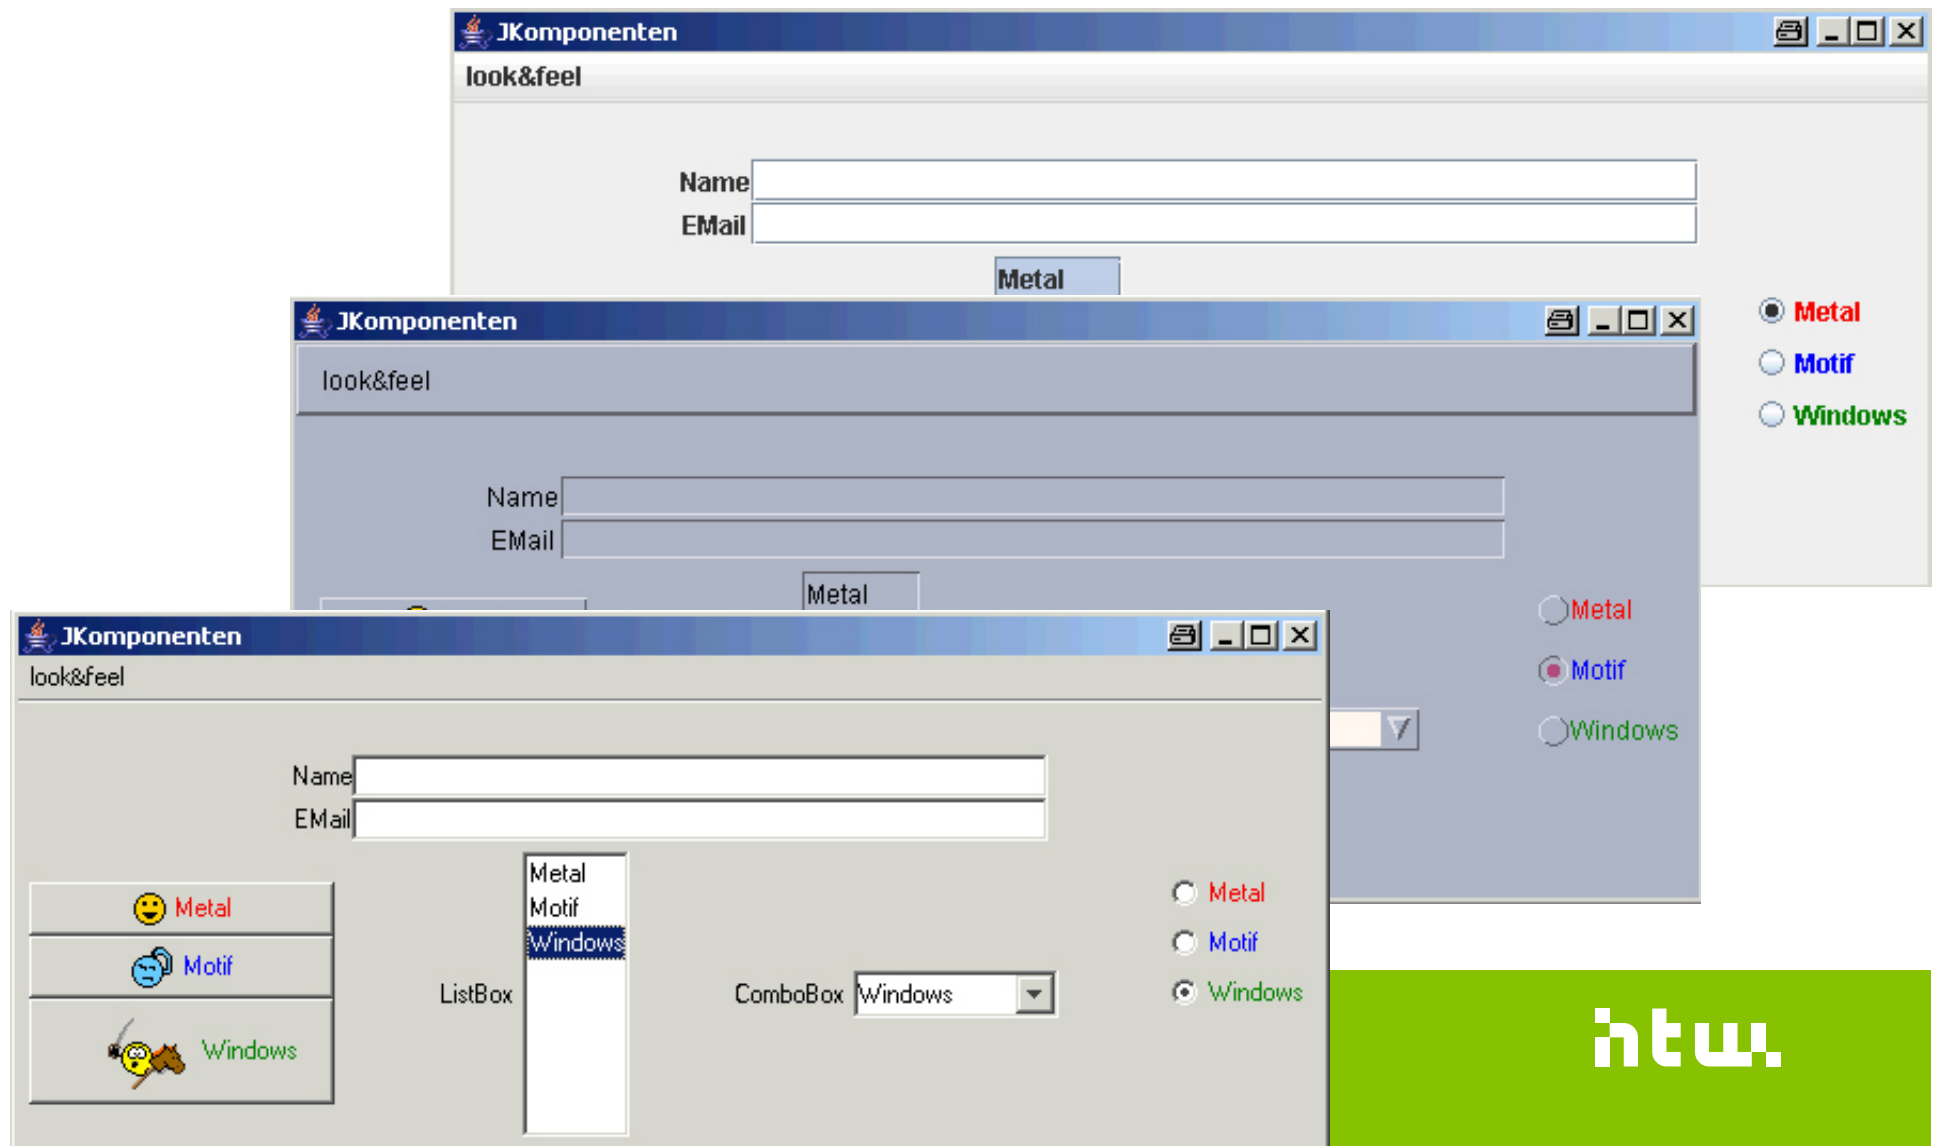 JKomponenten
look&feel
Name
EMail
Metal
Metal
Motif
Windows
JKomponenten
look&feel
Name
EMail
Metal
Metal
Motif
Windows
JKomponenten
look&feel
Name
EMail
Metal
Motif
Windows
ListBox
Metal
Motif
Windows
ComboBox
Windows
Metal
Motif
Windows
htw.